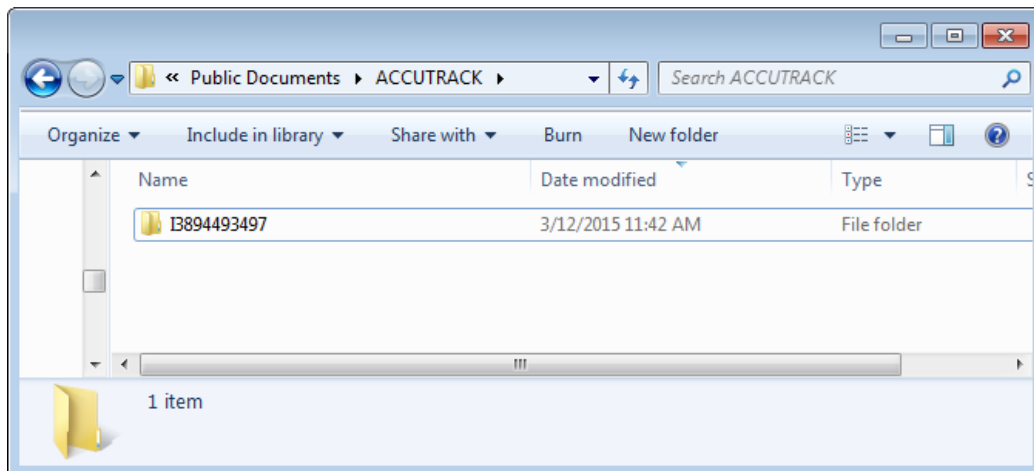 « Public Documents ▸ ACCUTRACK ▸ Search ACCUTRACK
Organize Include in library Share with Burn New folder
Name Date modified Type S
I3894493497 3/12/2015 11:42 AM File folder
1 item